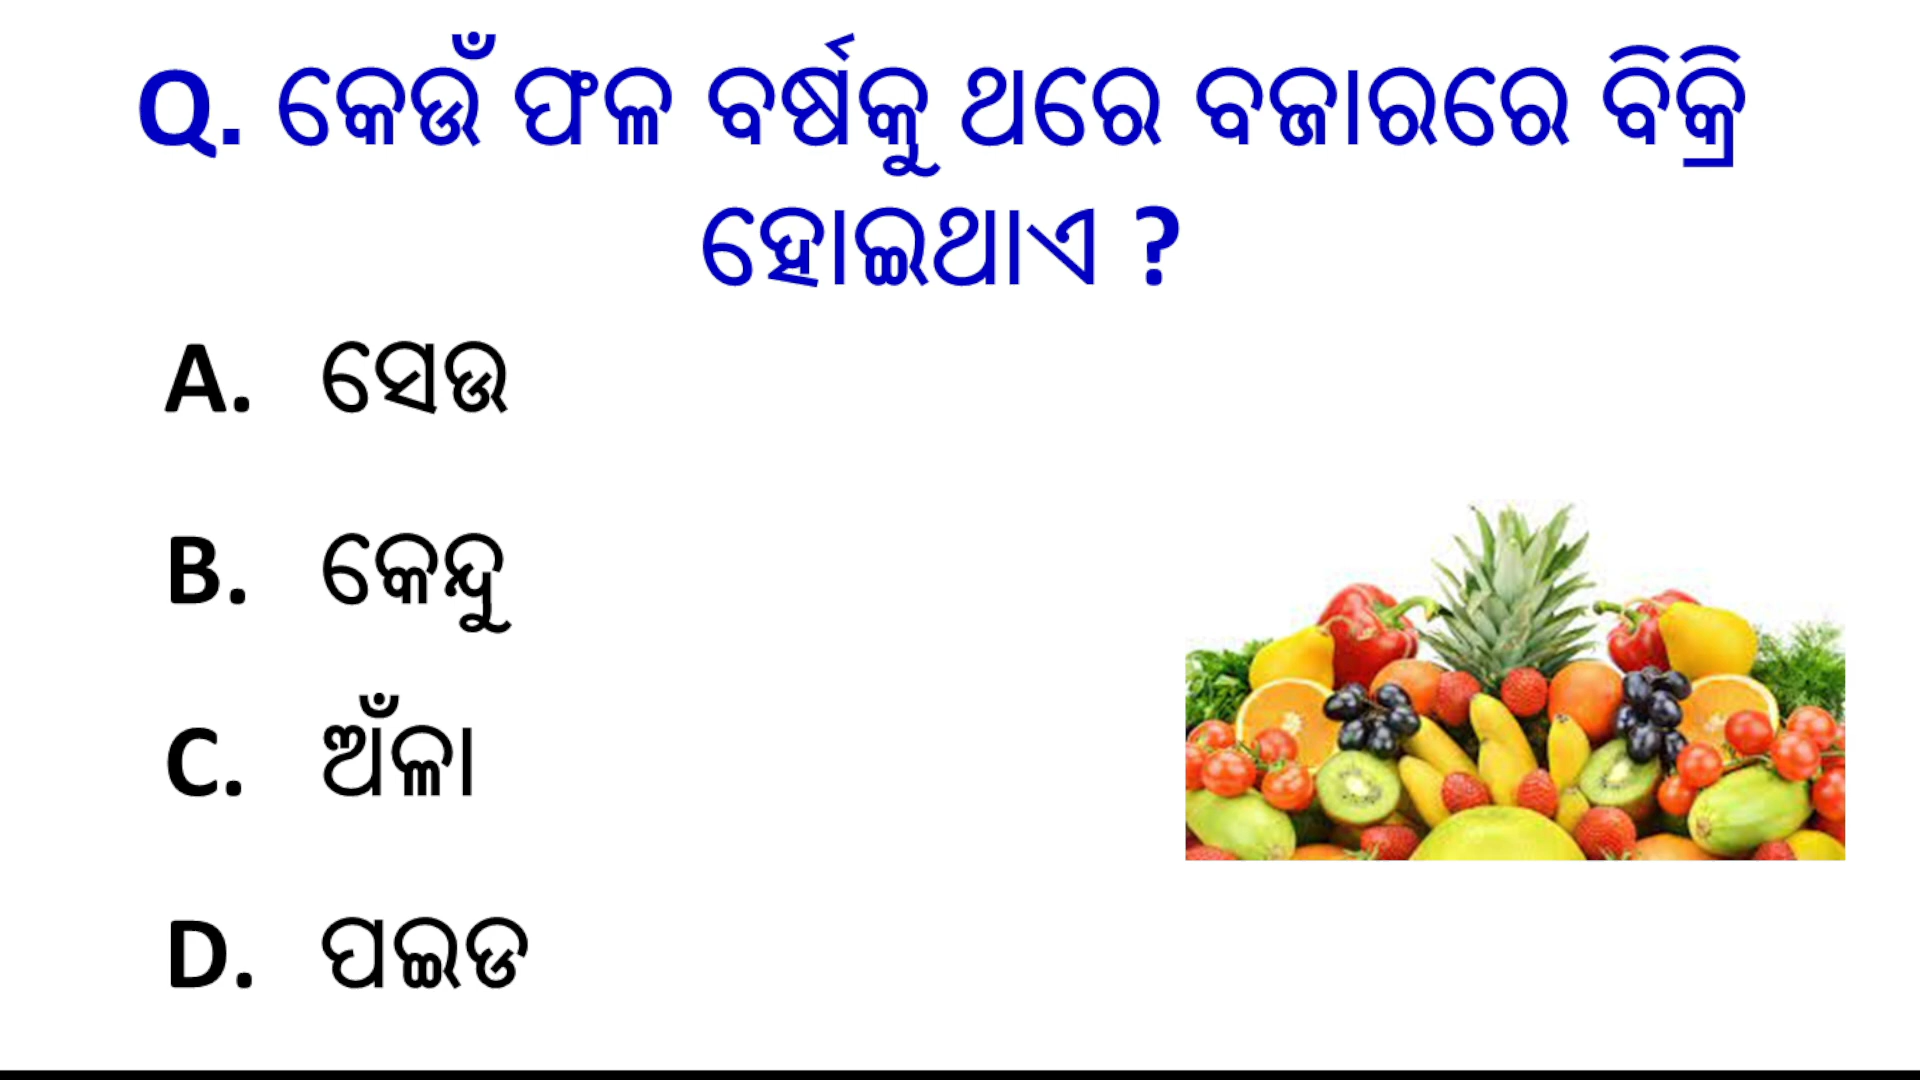 Q. କେଉଁ ଫଳ ବର୍ଷକୁ ଥରେ ବଜାରରେ ବିକ୍ରି
ହୋଇଥାଏ ?
A. ସେଉ
B. କେନ୍ଦୁ
C. ଅଁଳା
D. ପଇଡ